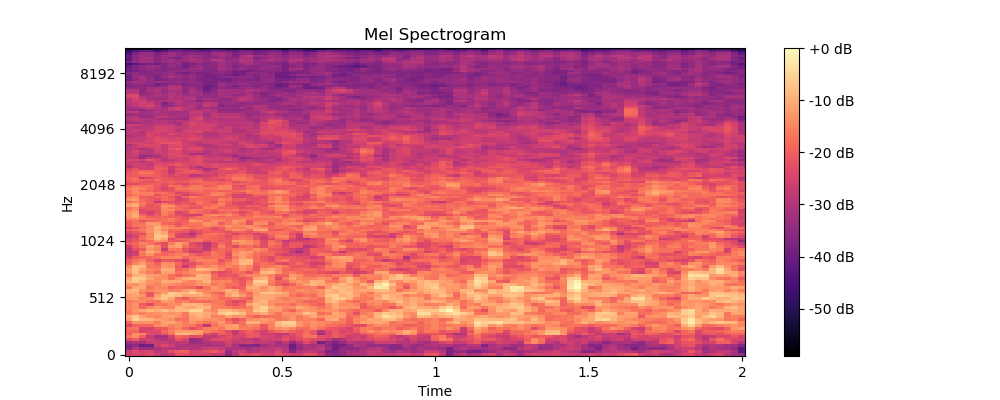 Mel Spectrogram
Hz
8192
4096
2048
1024
512
0
0 0.5 1 1.5 2
Time
+0 dB
-10 dB
-20 dB
-30 dB
-40 dB
-50 dB